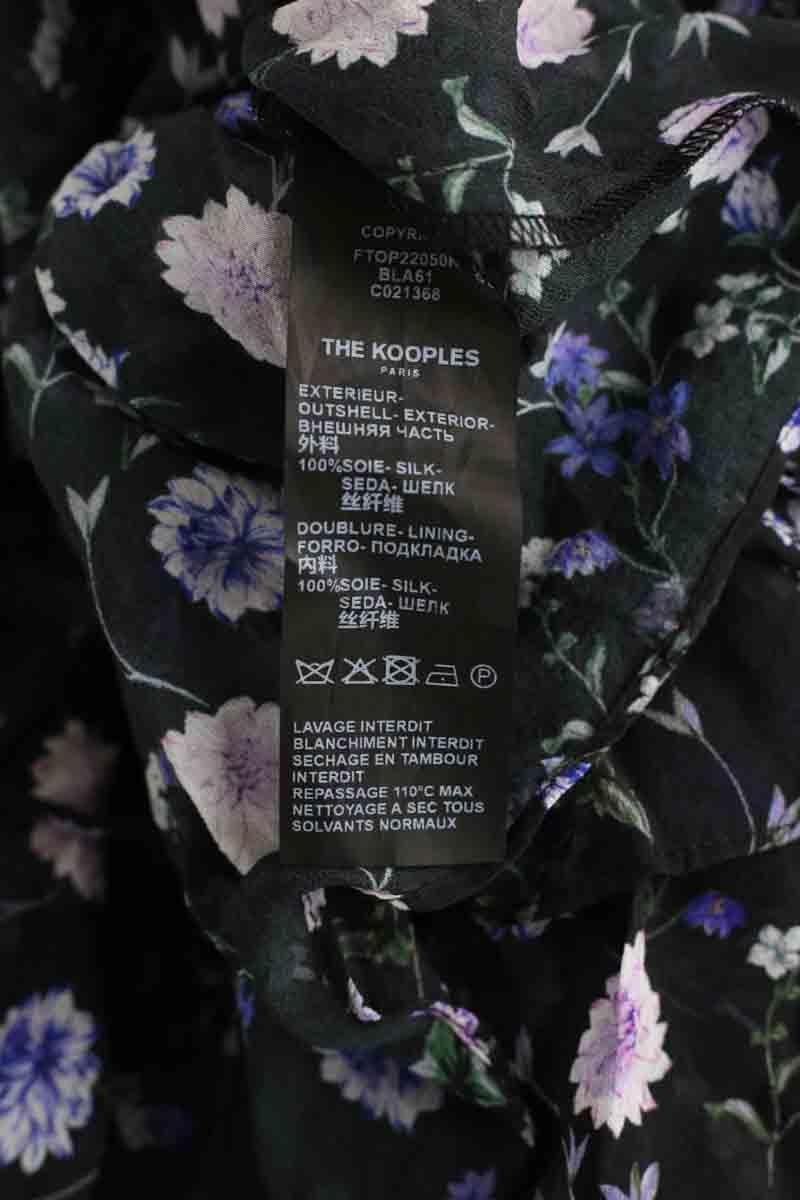 FTOP22050K
BLA61
C021368
THE KOOPLES
PARIS
EXTERIEUR-
OUTSHELL- EXTERIOR-
ВНЕШНЯЯ ЧАСТЬ
外料
100%SOIE- SILK-
SEDA- ШЕЛК
丝纤维
DOUBLURE- LINING-
FORRO- ПОДКЛАДКА
内料
100%SOIE- SILK-
SEDA- ШЕЛК
丝纤维
P
LAVAGE INTERDIT
BLANCHIMENT INTERDIT
SECHAGE EN TAMBOUR
INTERDIT
REPASSAGE 110°C MAX
NETTOYAGE A SEC TOUS
SOLVANTS NORMAUX